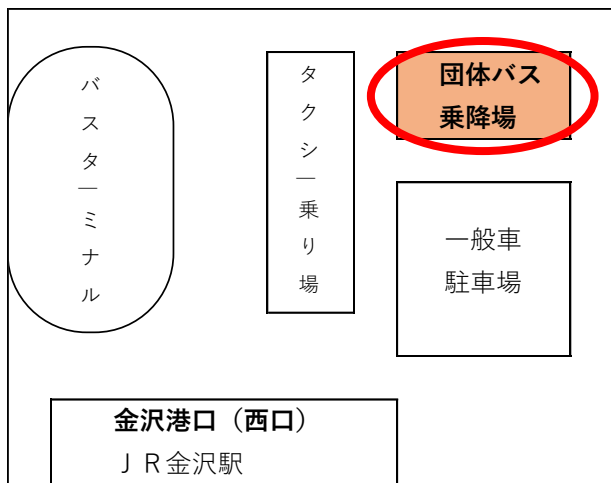 バスターミナル
タクシー乗り場
団体バス
乗降場
一般車
駐車場
金沢港口（西口）
ＪＲ金沢駅